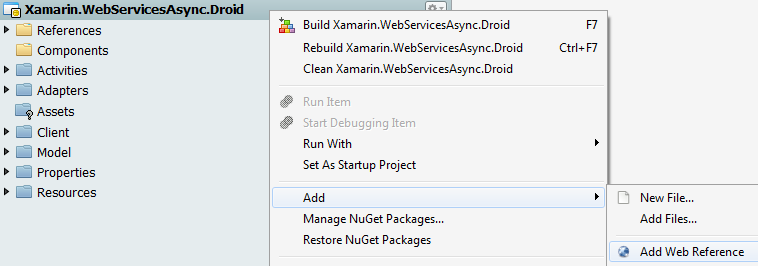 Xamarin.WebServicesAsync.Droid
References
Components
Activities
Adapters
Assets
Client
Model
Properties
Resources
Build Xamarin.WebServicesAsync.Droid F7
Rebuild Xamarin.WebServicesAsync.Droid Ctrl+F7
Clean Xamarin.WebServicesAsync.Droid
Run Item
Start Debugging Item
Run With
Set As Startup Project
Add
Manage NuGet Packages...
Restore NuGet Packages
New File...
Add Files...
Add Web Reference